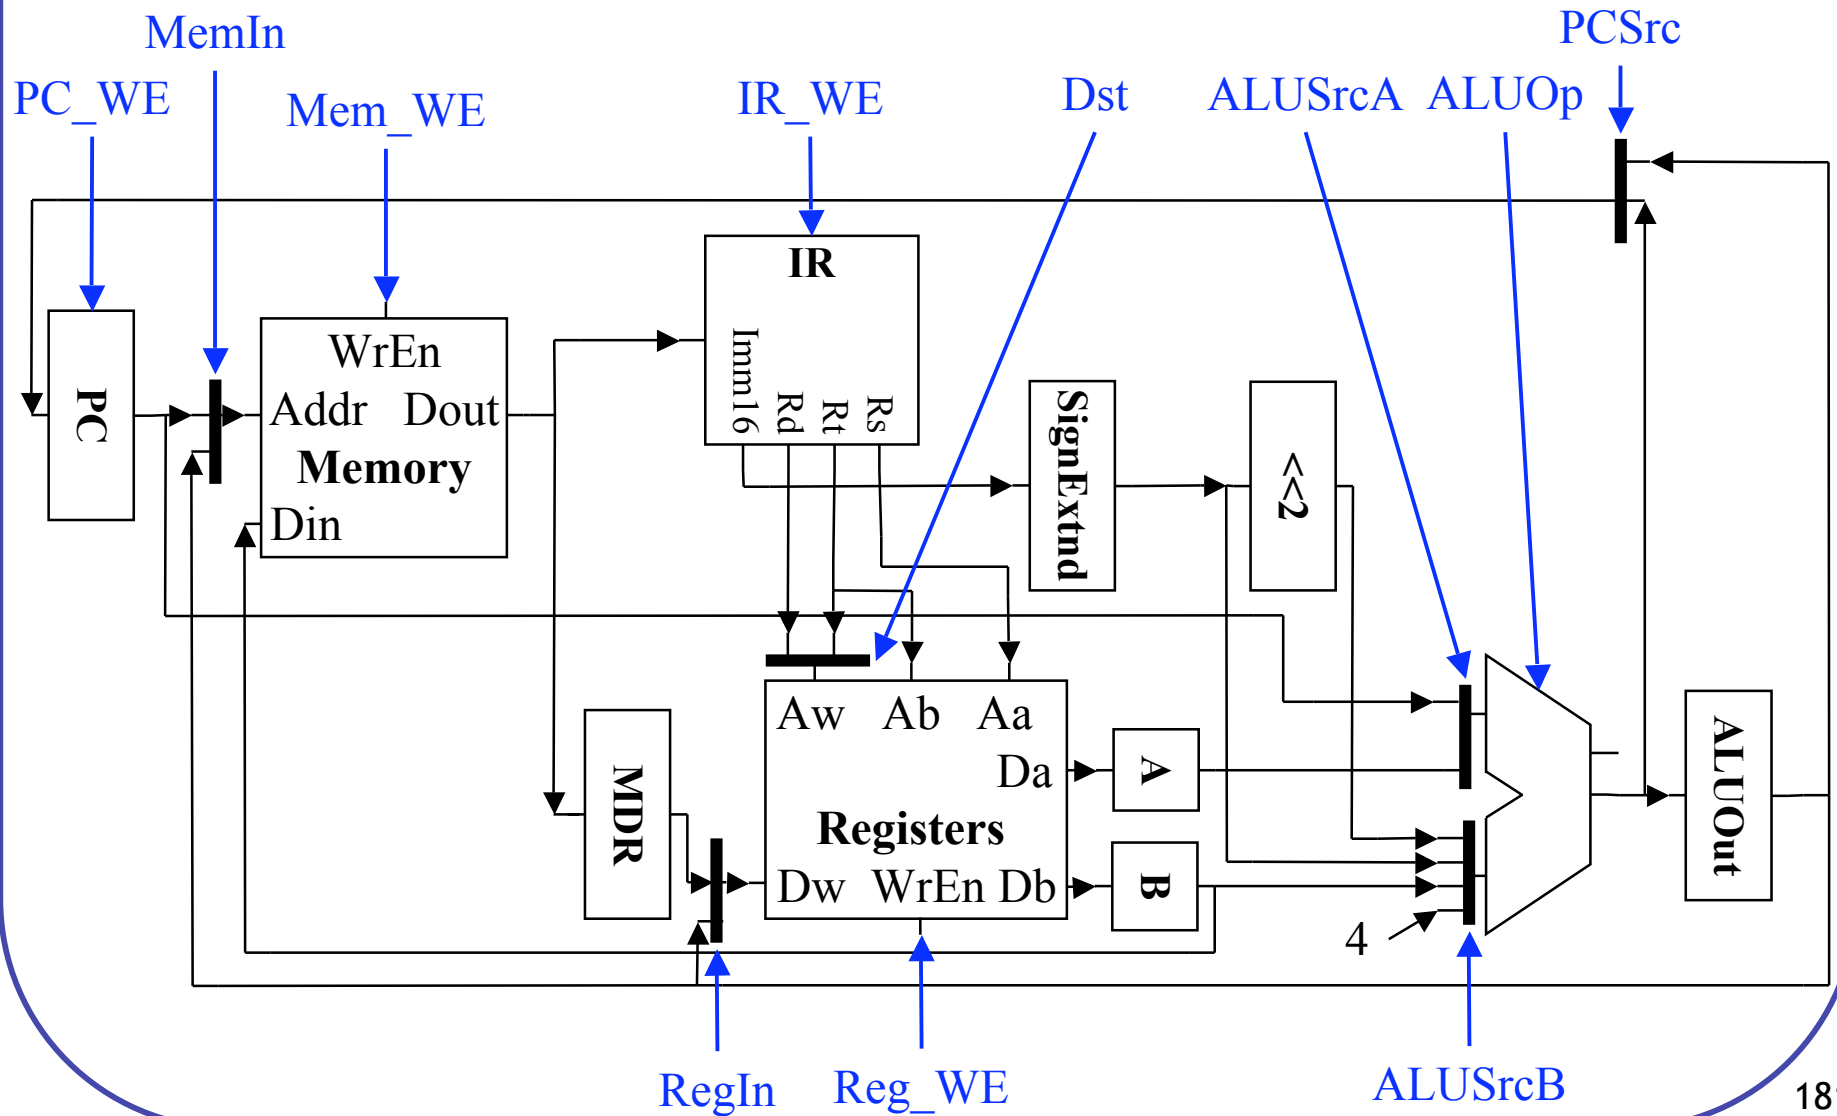 MemIn
PCSrc
PC_WE
Mem_WE
IR_WE
Dst
ALUSrcA
ALUOp
IR
Imm16
Rd
Rt
Rs
PC
WrEn
Addr Dout
Memory
Din
SignExtnd
<<2
Aw Ab Aa
Da
Registers
Dw WrEn Db
MDR
A
B
4
ALUOut
RegIn
Reg_WE
ALUSrcB
18